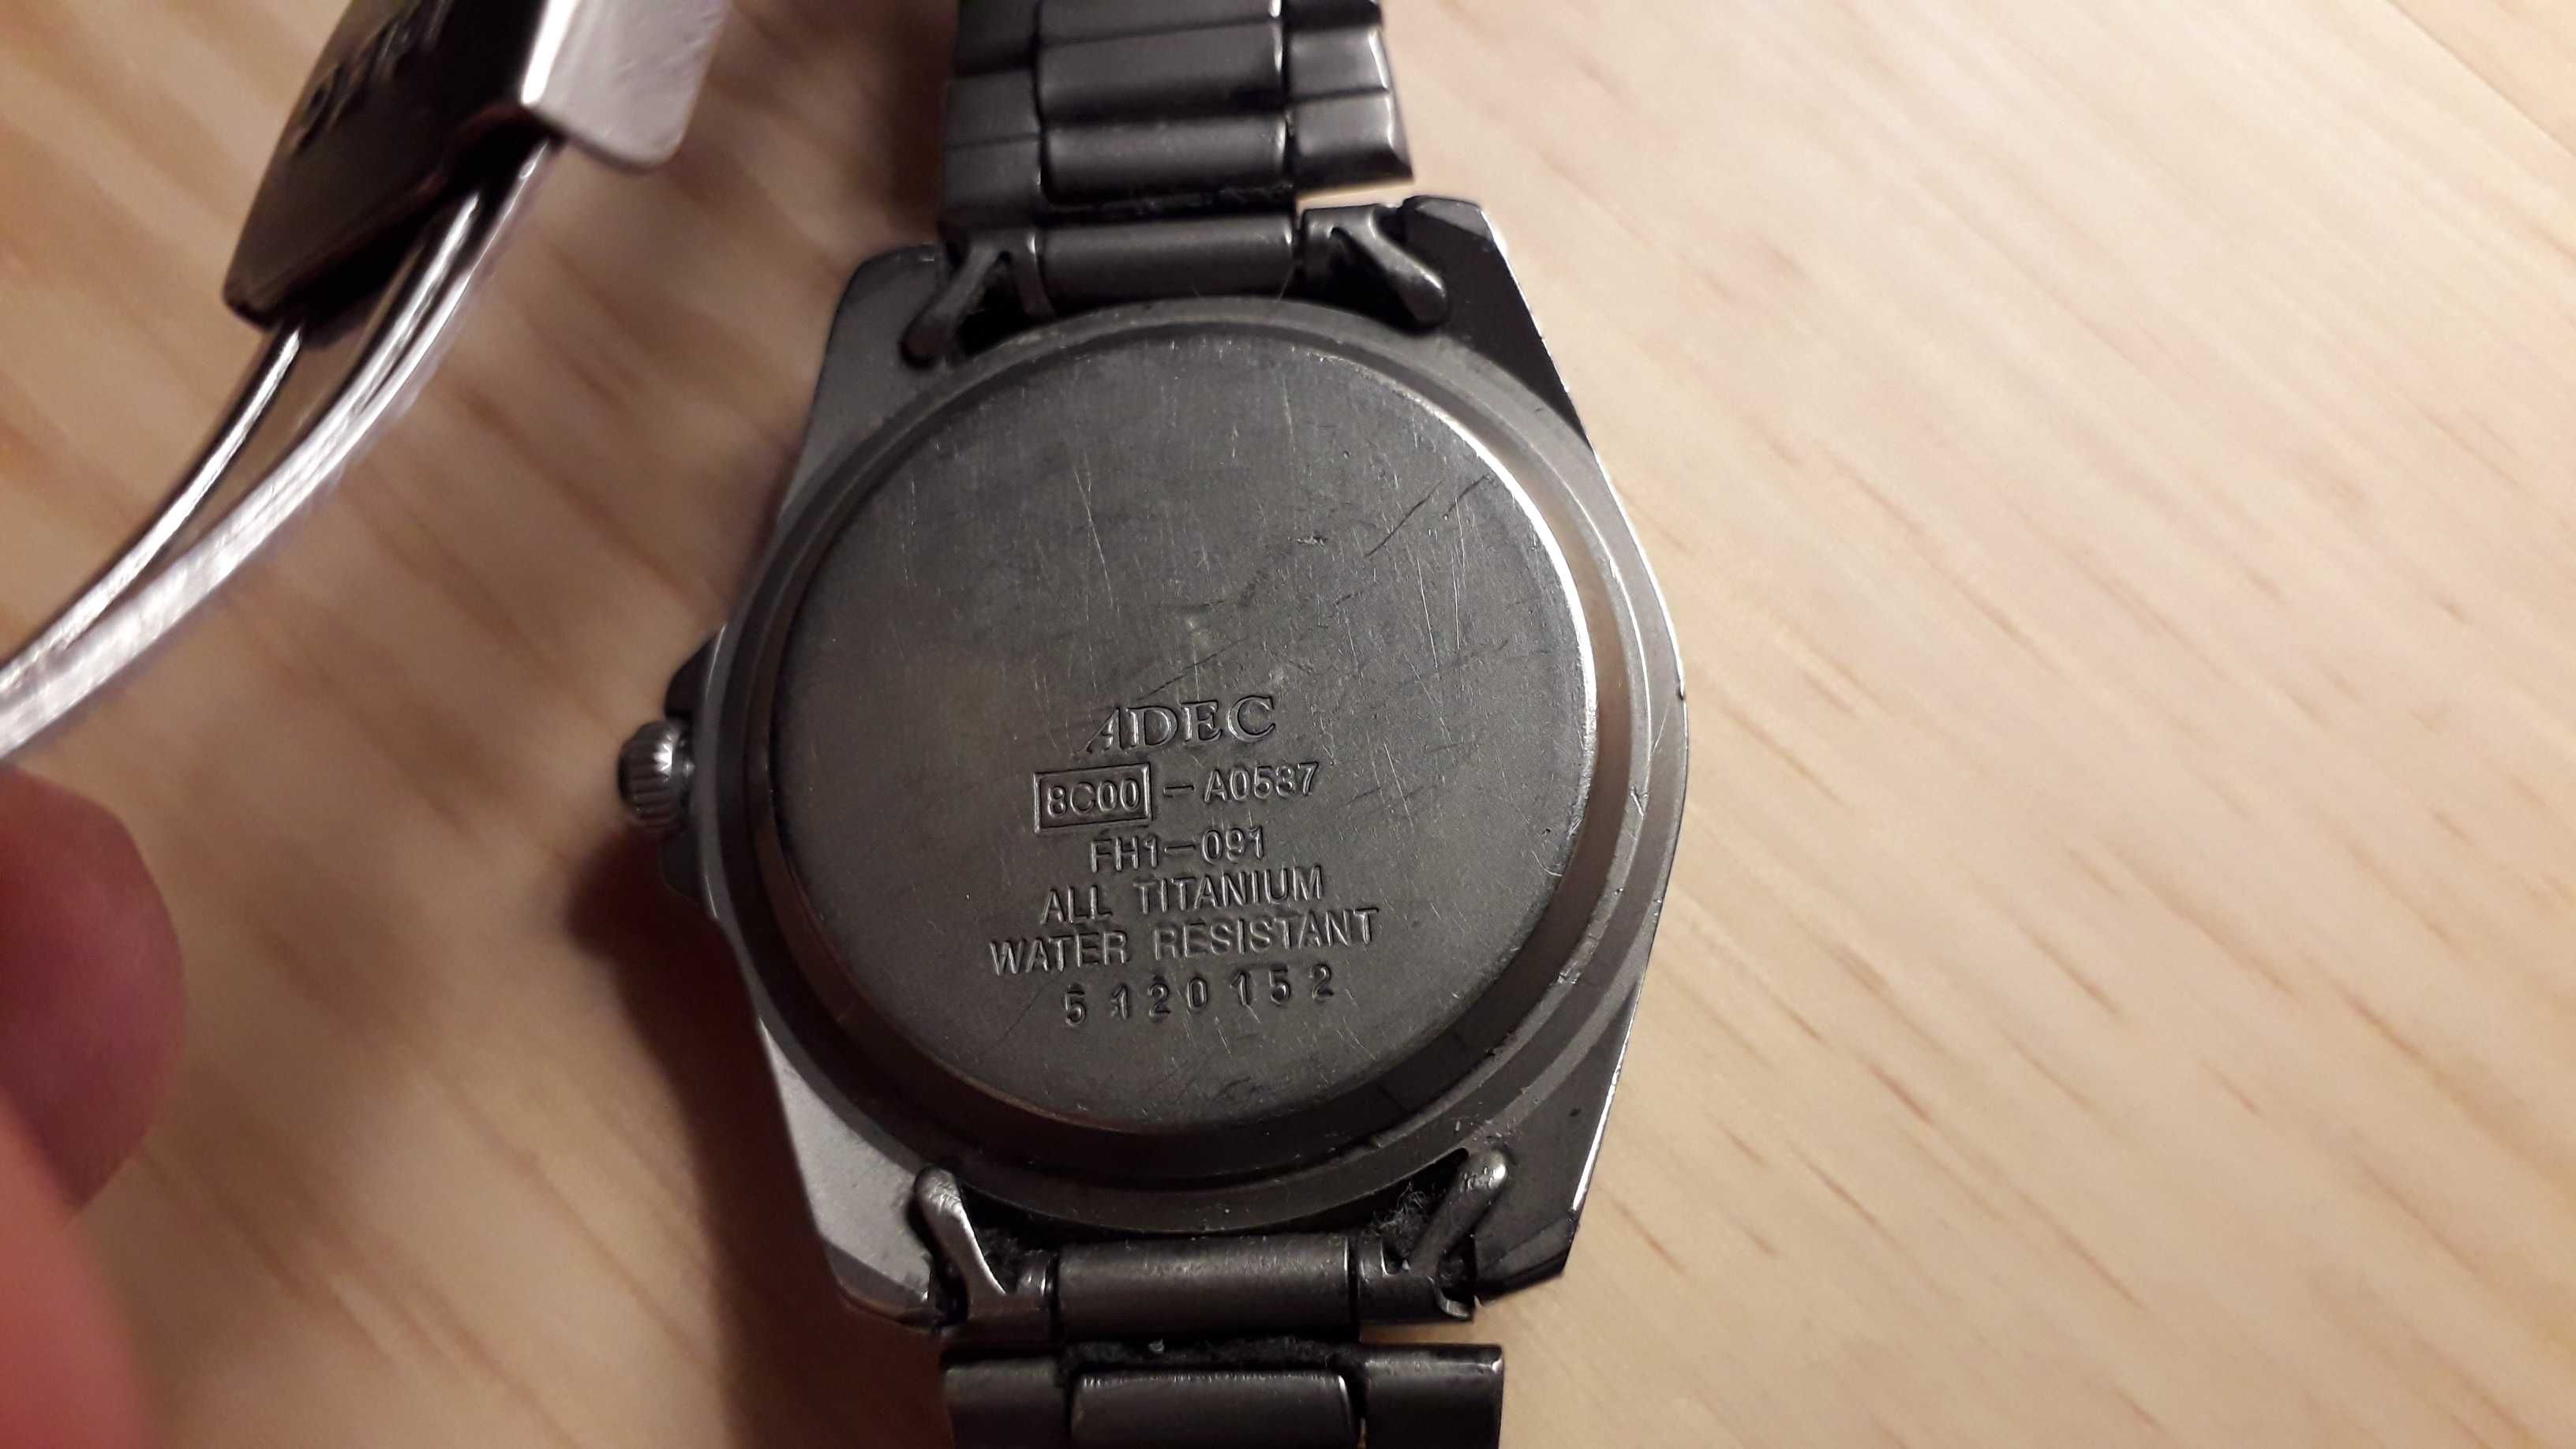 ADEC
8C00-A0537
FH1-091
ALL TITANIUM
WATER RESISTANT
5120152